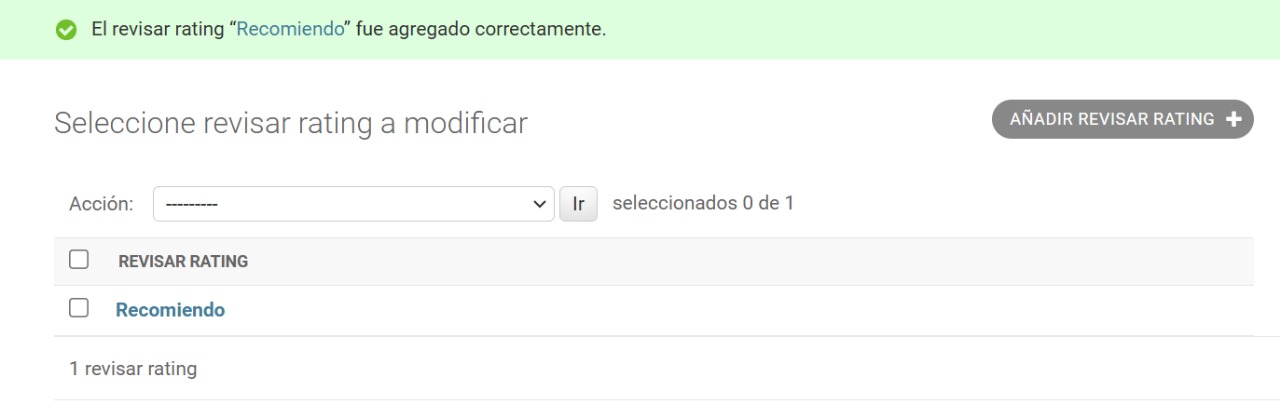 El revisar rating “Recomiendo” fue agregado correctamente.
Seleccione revisar rating a modificar
AÑADIR REVISAR RATING
Acción: --------- Ir seleccionados 0 de 1
REVISAR RATING
Recomiendo
1 revisar rating